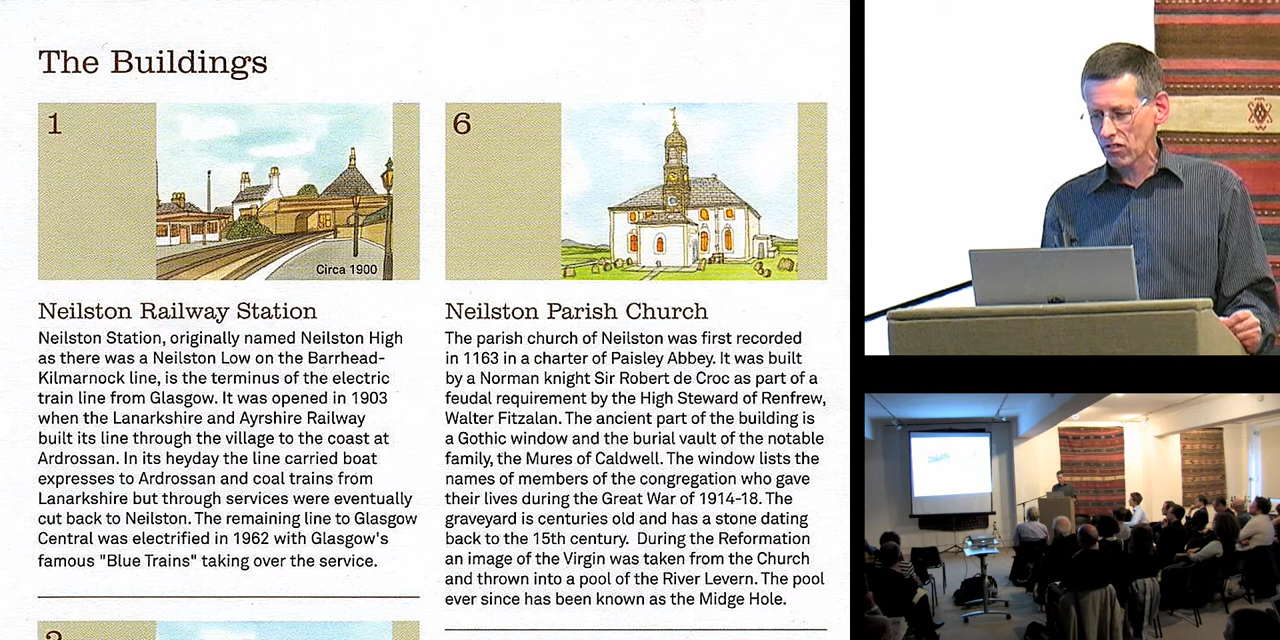 The Buildings
1
Circa 1900
Neilston Railway Station
Neilston Station, originally named Neilston High
as there was a Neilston Low on the Barrhead-
Kilmarnock line, is the terminus of the electric
train line from Glasgow. It was opened in 1903
when the Lanarkshire and Ayrshire Railway
built its line through the village to the coast at
Ardrossan. In its heyday the line carried boat
expresses to Ardrossan and coal trains from
Lanarkshire but through services were eventually
cut back to Neilston. The remaining line to Glasgow
Central was electrified in 1962 with Glasgow's
famous "Blue Trains" taking over the service.
6
Neilston Parish Church
The parish church of Neilston was first recorded
in 1163 in a charter of Paisley Abbey. It was built
by a Norman knight Sir Robert de Croc as part of a
feudal requirement by the High Steward of Renfrew,
Walter Fitzalan. The ancient part of the building is
a Gothic window and the burial vault of the notable
family, the Mures of Caldwell. The window lists the
names of members of the congregation who gave
their lives during the Great War of 1914-18. The
graveyard is centuries old and has a stone dating
back to the 15th century. During the Reformation
an image of the Virgin was taken from the Church
and thrown into a pool of the River Levern. The pool
ever since has been known as the Midge Hole.